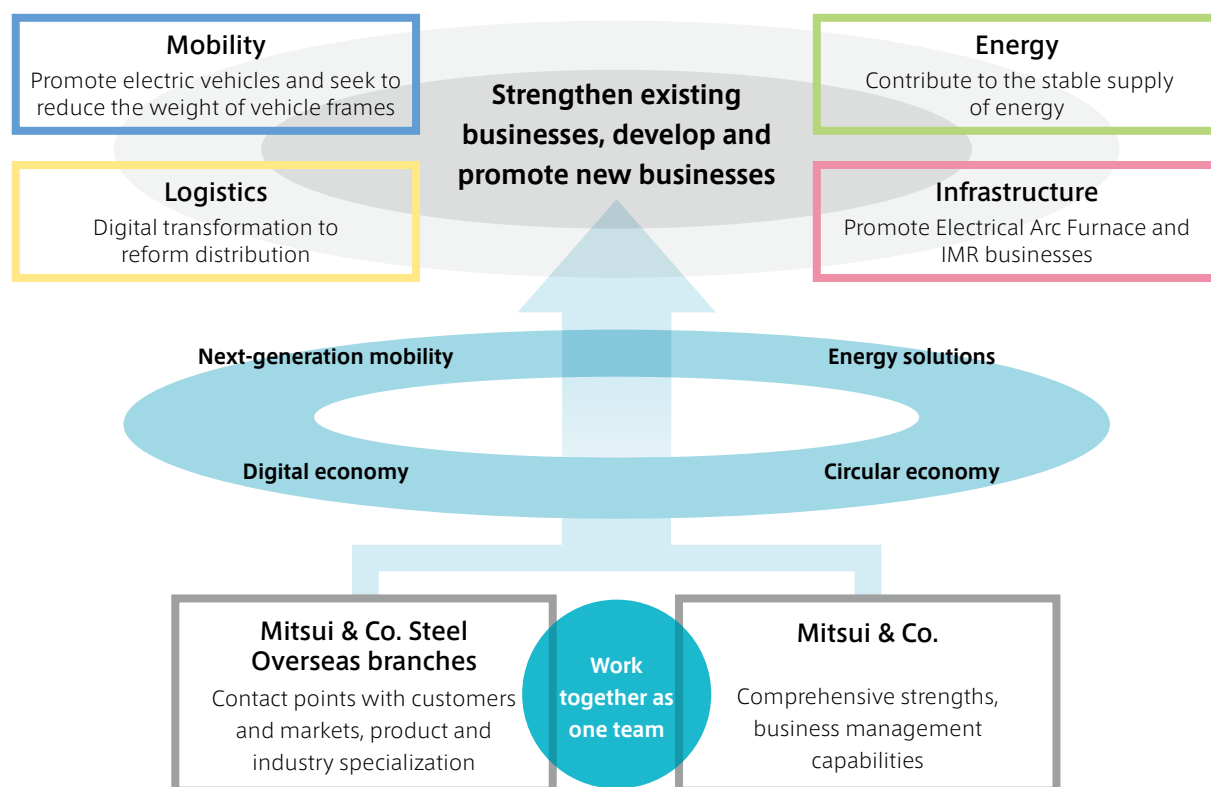 Mobility
Promote electric vehicles and seek to
reduce the weight of vehicle frames
Strengthen existing
businesses, develop and
promote new businesses
Energy
Contribute to the stable supply
of energy
Logistics
Digital transformation to
reform distribution
Infrastructure
Promote Electrical Arc Furnace and
IMR businesses
Next-generation mobility
Energy solutions
Digital economy
Circular economy
Mitsui & Co. Steel
Overseas branches
Contact points with customers
and markets, product and
industry specialization
Work
together as
one team
Mitsui & Co.
Comprehensive strengths,
business management
capabilities